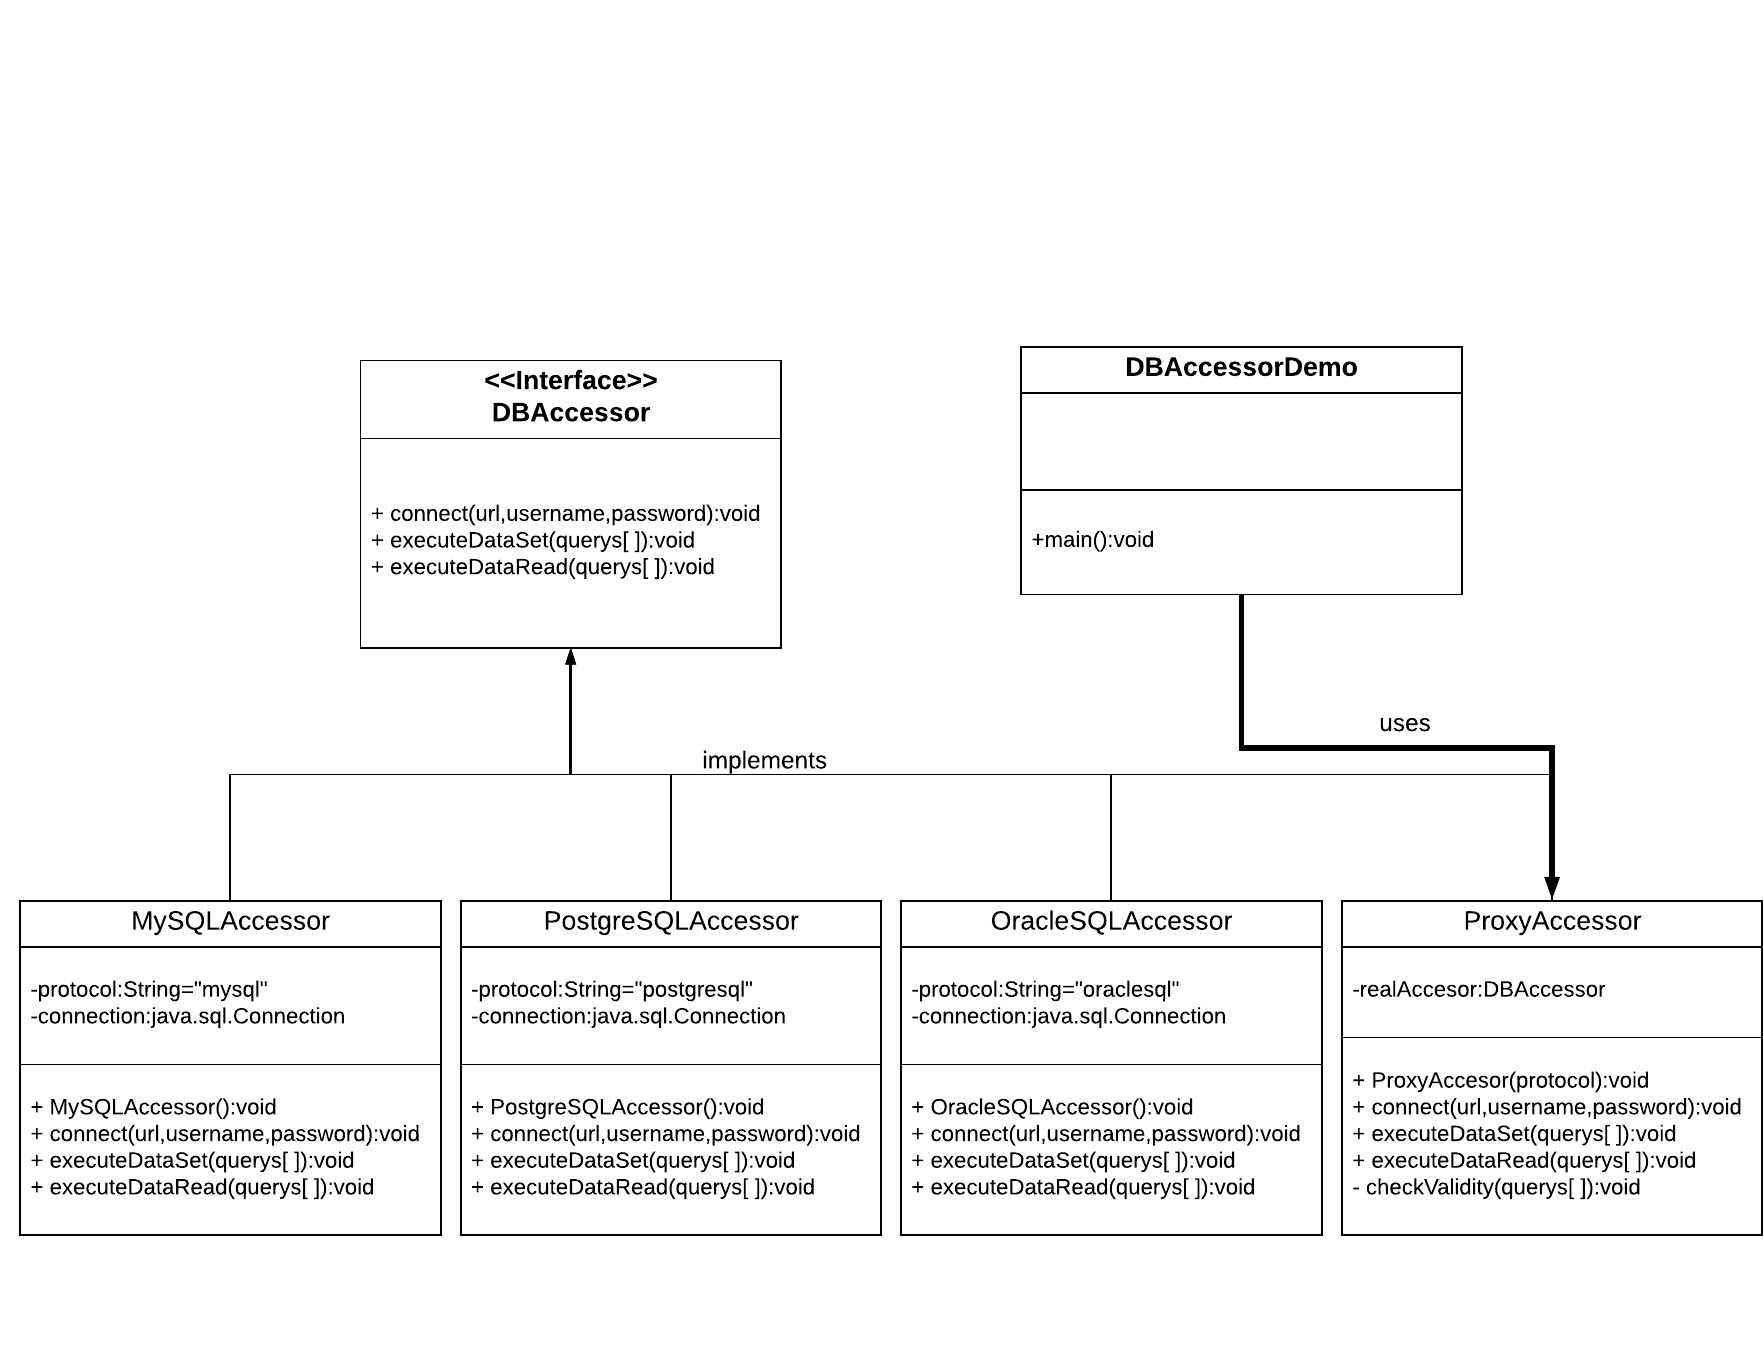 <<Interface>>
DBAccessor
+ connect(url,username,password):void
+ executeDataSet(querys[ ]):void
+ executeDataRead(querys[ ]):void
DBAccessorDemo
+main():void
uses
implements
MySQLAccessor
-protocol:String="mysql"
-connection:java.sql.Connection
+ MySQLAccessor():void
+ connect(url,username,password):void
+ executeDataSet(querys[ ]):void
+ executeDataRead(querys[ ]):void
PostgreSQLAccessor
-protocol:String="postgresql"
-connection:java.sql.Connection
+ PostgreSQLAccessor():void
+ connect(url,username,password):void
+ executeDataSet(querys[ ]):void
+ executeDataRead(querys[ ]):void
OracleSQLAccessor
-protocol:String="oraclesql"
-connection:java.sql.Connection
+ OracleSQLAccessor():void
+ connect(url,username,password):void
+ executeDataSet(querys[ ]):void
+ executeDataRead(querys[ ]):void
ProxyAccessor
-realAccesor:DBAccessor
+ ProxyAccesor(protocol):void
+ connect(url,username,password):void
+ executeDataSet(querys[ ]):void
+ executeDataRead(querys[ ]):void
- checkValidity(querys[ ]):void